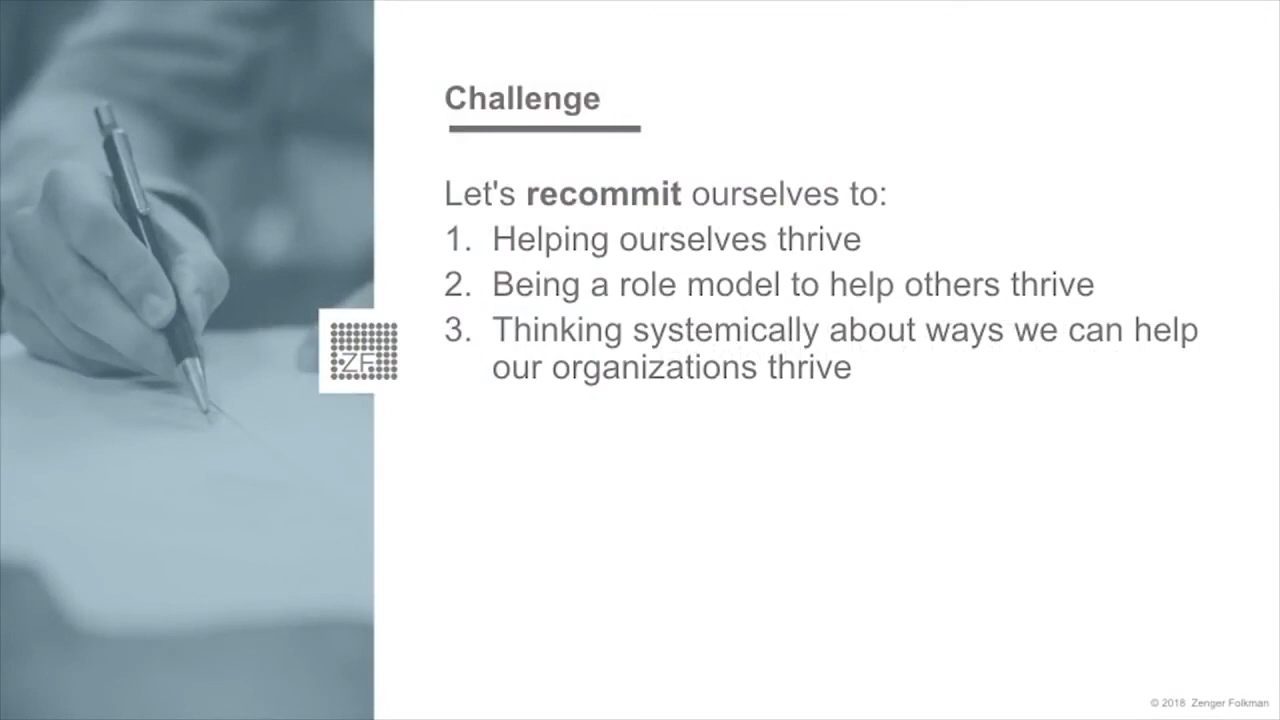 Challenge
Let's recommit ourselves to:
1. Helping ourselves thrive
2. Being a role model to help others thrive
3. Thinking systemically about ways we can help
our organizations thrive
ZF
© 2018 Zenger Folkman